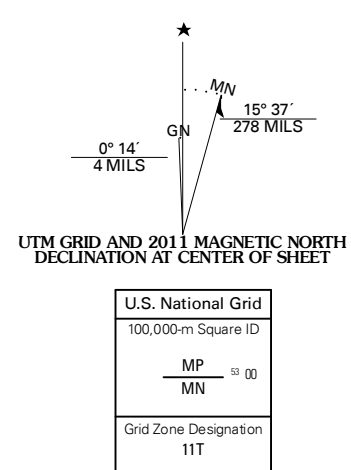 MN
15° 37´
278 MILS
GN
0° 14´
4 MILS
UTM GRID AND 2011 MAGNETIC NORTH
DECLINATION AT CENTER OF SHEET
U.S. National Grid
100,000-m Square ID
MP
53 00
MN
Grid Zone Designation
11T